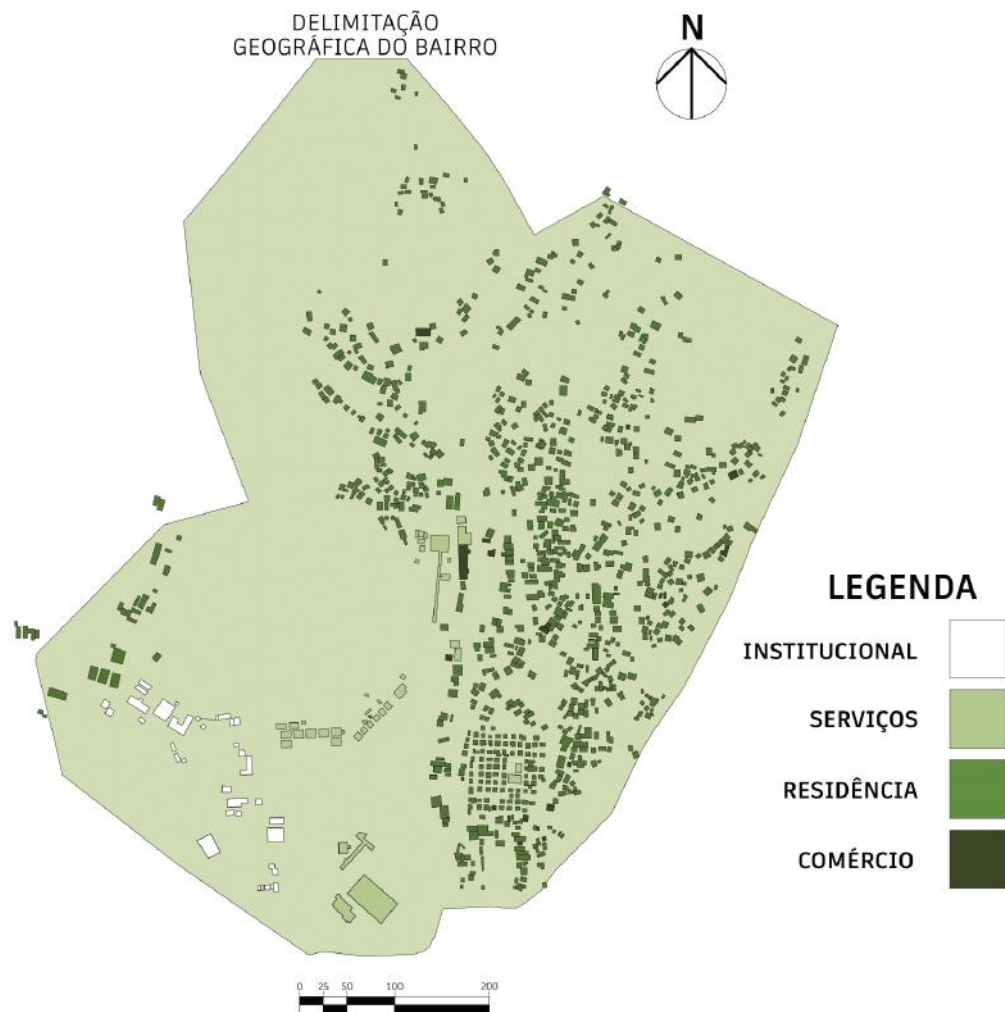 DELIMITAÇÃO
GEOGRÁFICA DO BAIRRO
N
LEGENDA
INSTITUCIONAL
SERVIÇOS
RESIDÊNCIA
COMÉRCIO
0 25 50 100 200